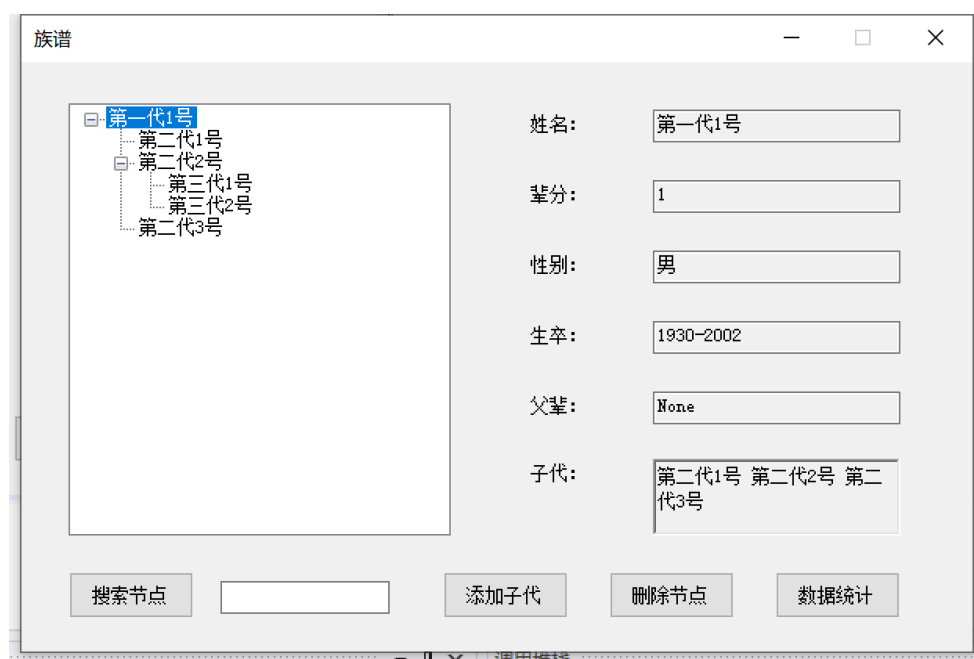 族谱
第一代1号
第二代1号
第二代2号
第三代1号
第三代2号
第二代3号
姓名:
第一代1号
辈分:
1
性别:
男
生卒:
1930-2002
父辈:
None
子代:
第二代1号 第二代2号 第二
代3号
搜索节点
添加子代
删除节点
数据统计